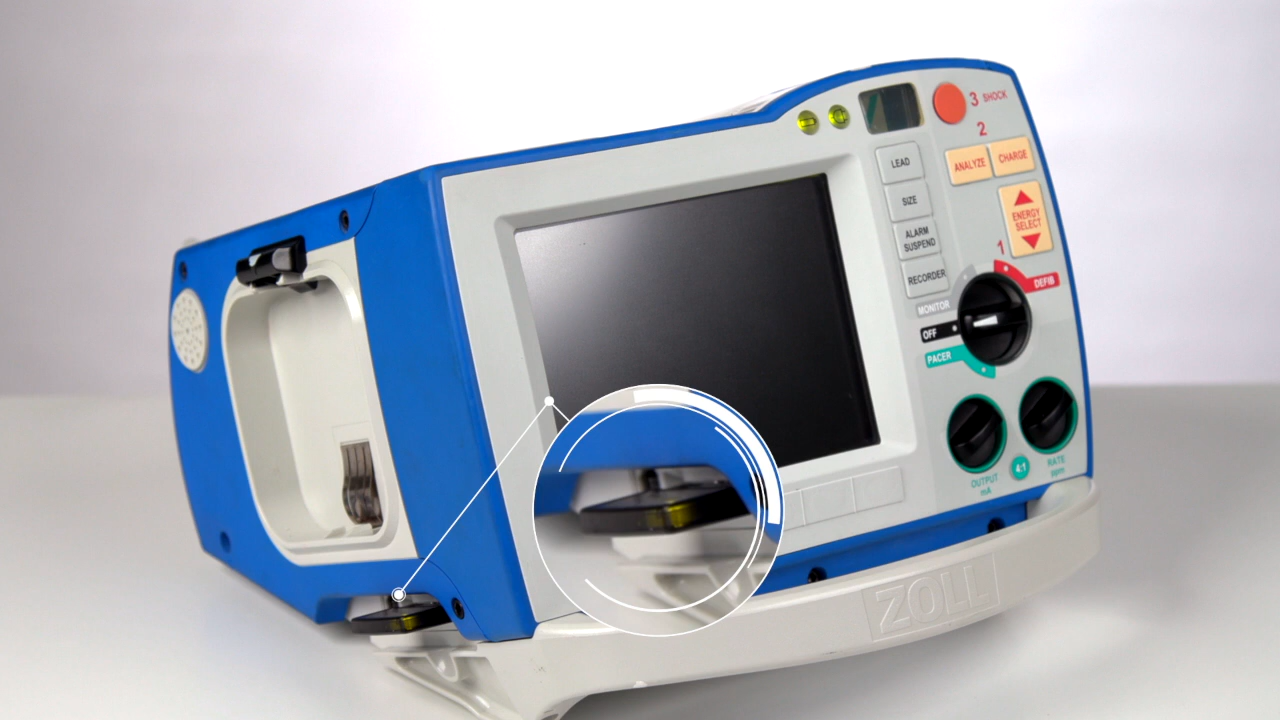 3 SHOCK
2
ANALYZE
CHARGE
LEAD
SIZE
ALARM
SUSPEND
RECORDER
ENERGY
SELECT
1
DEFIB
MONITOR
OFF
PACER
OUTPUT
mA
4:1
RATE
ppm
ZOLL